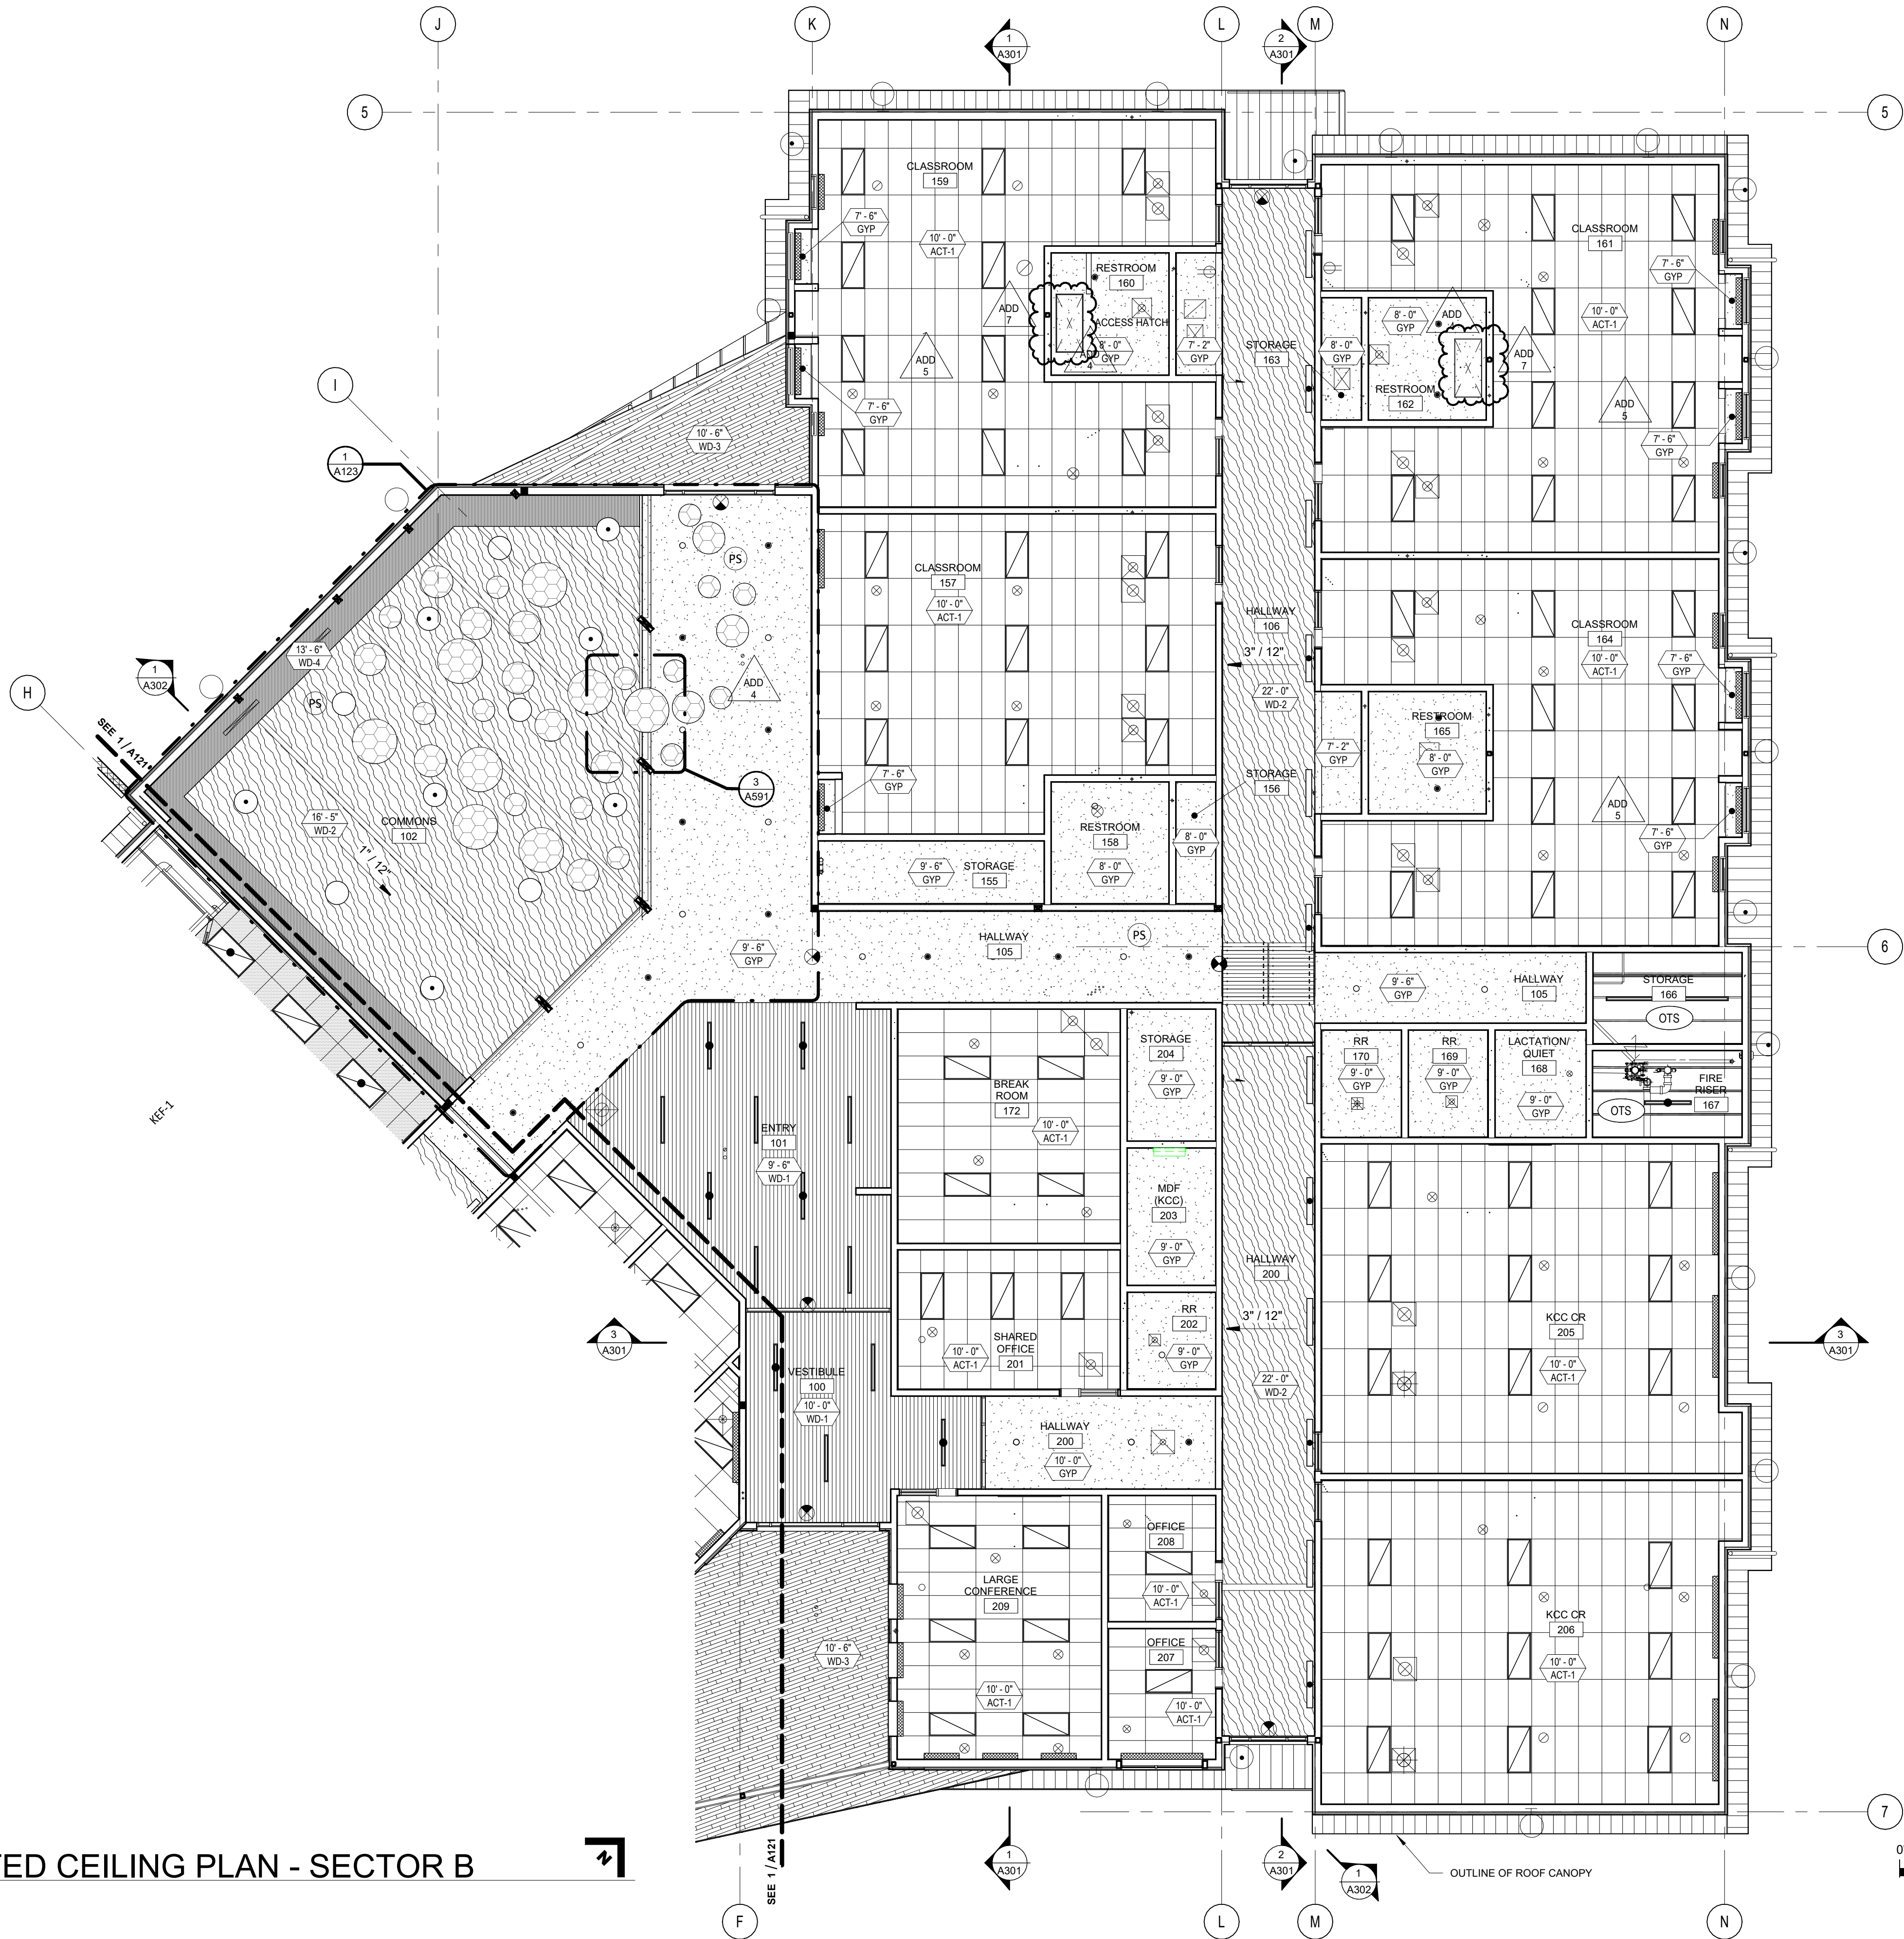 J
K
L
M
N
1
A301
2
A301
5
5
CLASSROOM
159
7' - 6"
GYP
10' - 0"
ACT-1
RESTROOM
160
ADD
7
ACCESS HATCH
8' - 0"
GYP
ADD
4
7' - 2"
GYP
ADD
5
7' - 6"
GYP
STORAGE
163
CLASSROOM
161
7' - 6"
GYP
10' - 0"
ACT-1
8' - 0"
GYP
ADD
4
8' - 0"
GYP
ADD
7
RESTROOM
162
ADD
5
7' - 6"
GYP
I
10' - 6"
WD-3
1
A123
PS
CLASSROOM
157
10' - 0"
ACT-1
HALLWAY
106
3" / 12"
22' - 0"
WD-2
CLASSROOM
164
10' - 0"
ACT-1
7' - 6"
GYP
13' - 6"
WD-4
1
A302
H
PS
ADD
4
SEE 1 / A121
RESTROOM
165
8' - 0"
GYP
7' - 2"
GYP
3
A591
7' - 6"
GYP
STORAGE
156
ADD
5
7' - 6"
GYP
16' - 5"
WD-2
COMMONS
102
1" / 12"
RESTROOM
158
8' - 0"
GYP
8' - 0"
GYP
9' - 6"
GYP
STORAGE
155
9' - 6"
GYP
HALLWAY
105
PS
6
9' - 6"
GYP
HALLWAY
105
STORAGE
166
OTS
KEF-1
BREAK
ROOM
172
10' - 0"
ACT-1
STORAGE
204
9' - 0"
GYP
RR
170
9' - 0"
GYP
RR
169
9' - 0"
GYP
LACTATION/
QUIET
168
9' - 0"
GYP
FIRE
RISER
167
OTS
ENTRY
101
9' - 6"
WD-1
MDF
(KCC)
203
9' - 0"
GYP
HALLWAY
200
3" / 12"
22' - 0"
WD-2
RR
202
9' - 0"
GYP
SHARED
OFFICE
201
10' - 0"
ACT-1
KCC CR
205
10' - 0"
ACT-1
3
A301
3
A301
VESTIBULE
100
10' - 0"
WD-1
HALLWAY
200
10' - 0"
GYP
LARGE
CONFERENCE
209
10' - 0"
ACT-1
OFFICE
208
10' - 0"
ACT-1
OFFICE
207
10' - 0"
ACT-1
KCC CR
206
10' - 0"
ACT-1
10' - 6"
WD-3
7
TED CEILING PLAN - SECTOR B
N
SEE 1 / A121
1
A301
2
A301
1
A302
OUTLINE OF ROOF CANOPY
F
L
M
N